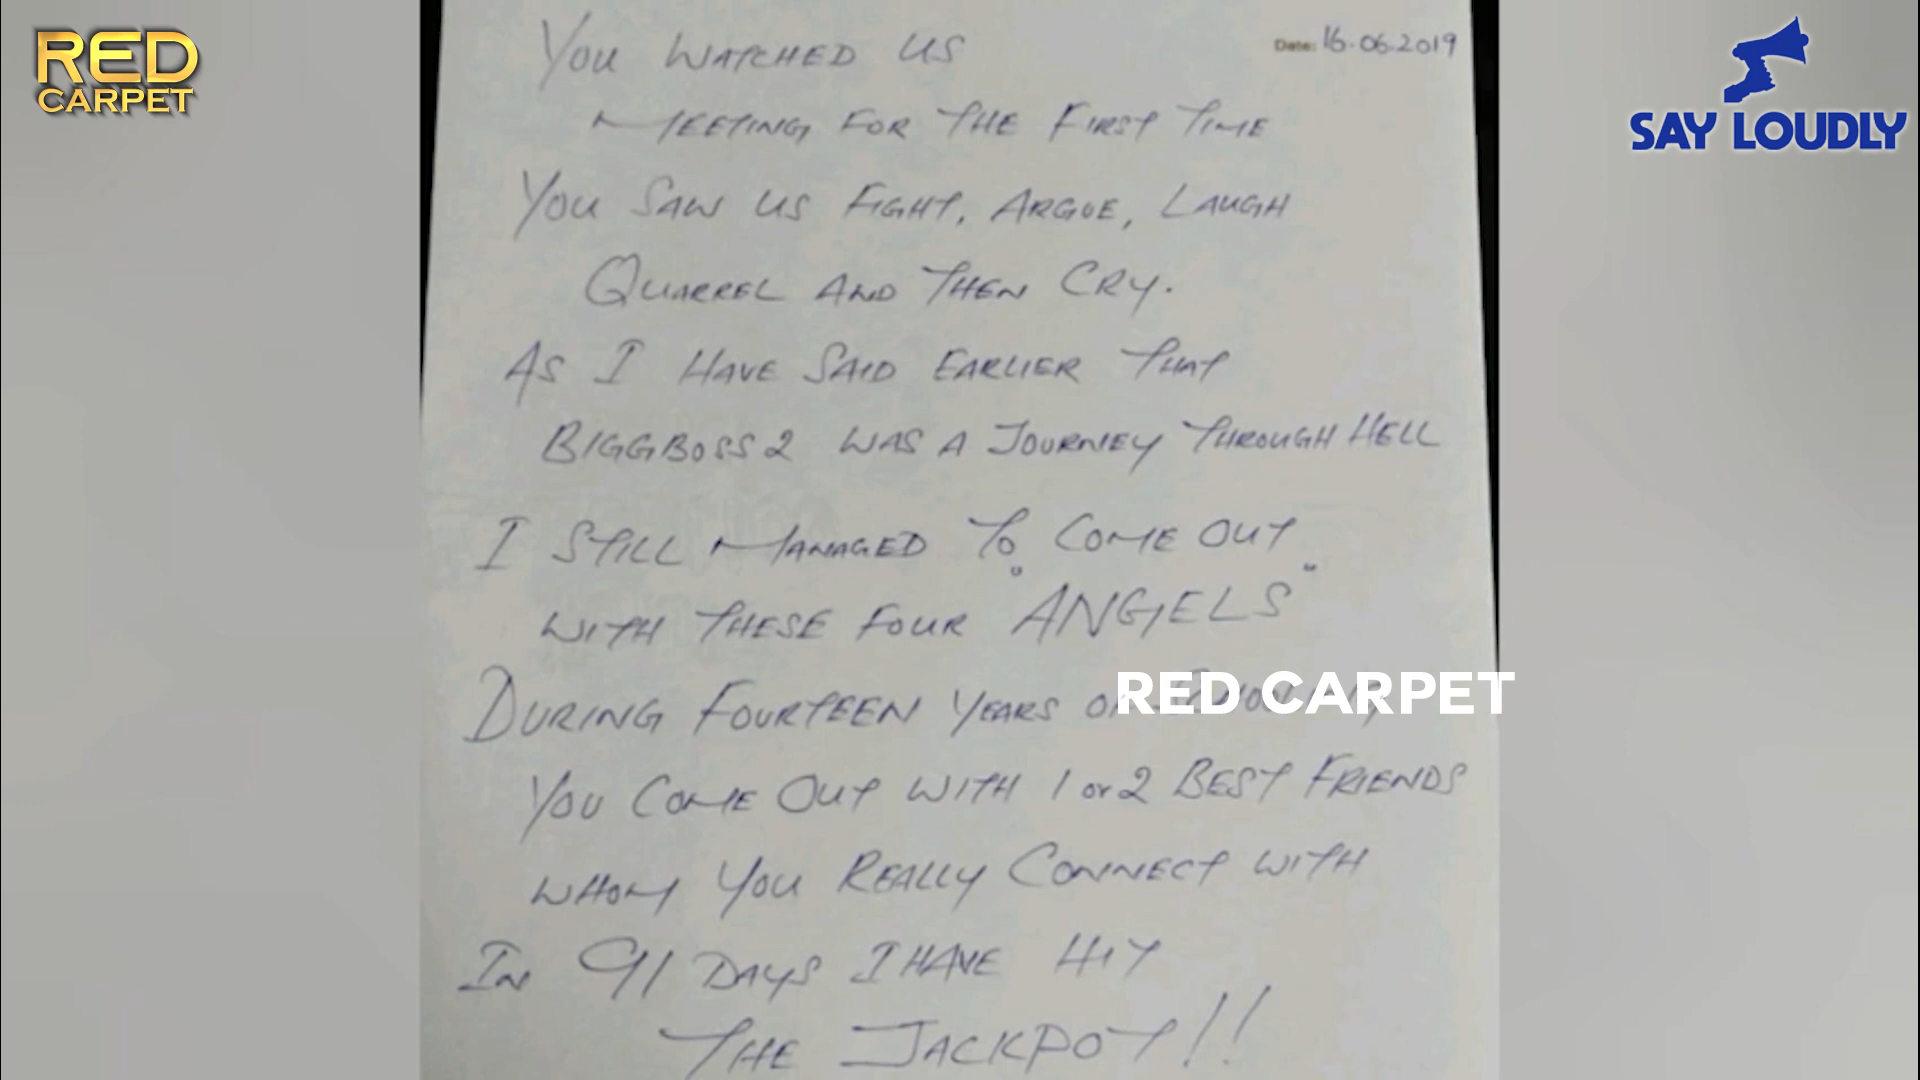 RED
CARPET
SAY LOUDLY
Date: 16.06.2019
YOU WATCHED US
MEETING FOR THE FIRST TIME
YOU SAW US FIGHT, ARGUE, LAUGH
QUARREL AND THEN CRY.
AS I HAVE SAID EARLIER THAT
BIGGBOSS2 WAS A JOURNEY THROUGH HELL
I STILL MANAGED TO COME OUT
WITH THESE FOUR "ANGELS"
DURING FOURTEEN YEARS
RED CARPET
YOU COME OUT WITH 1 or 2 BEST FRIENDS
WHOM YOU REALLY CONNECT WITH
IN 91 DAYS I HAVE HIT
THE JACKPOT!!